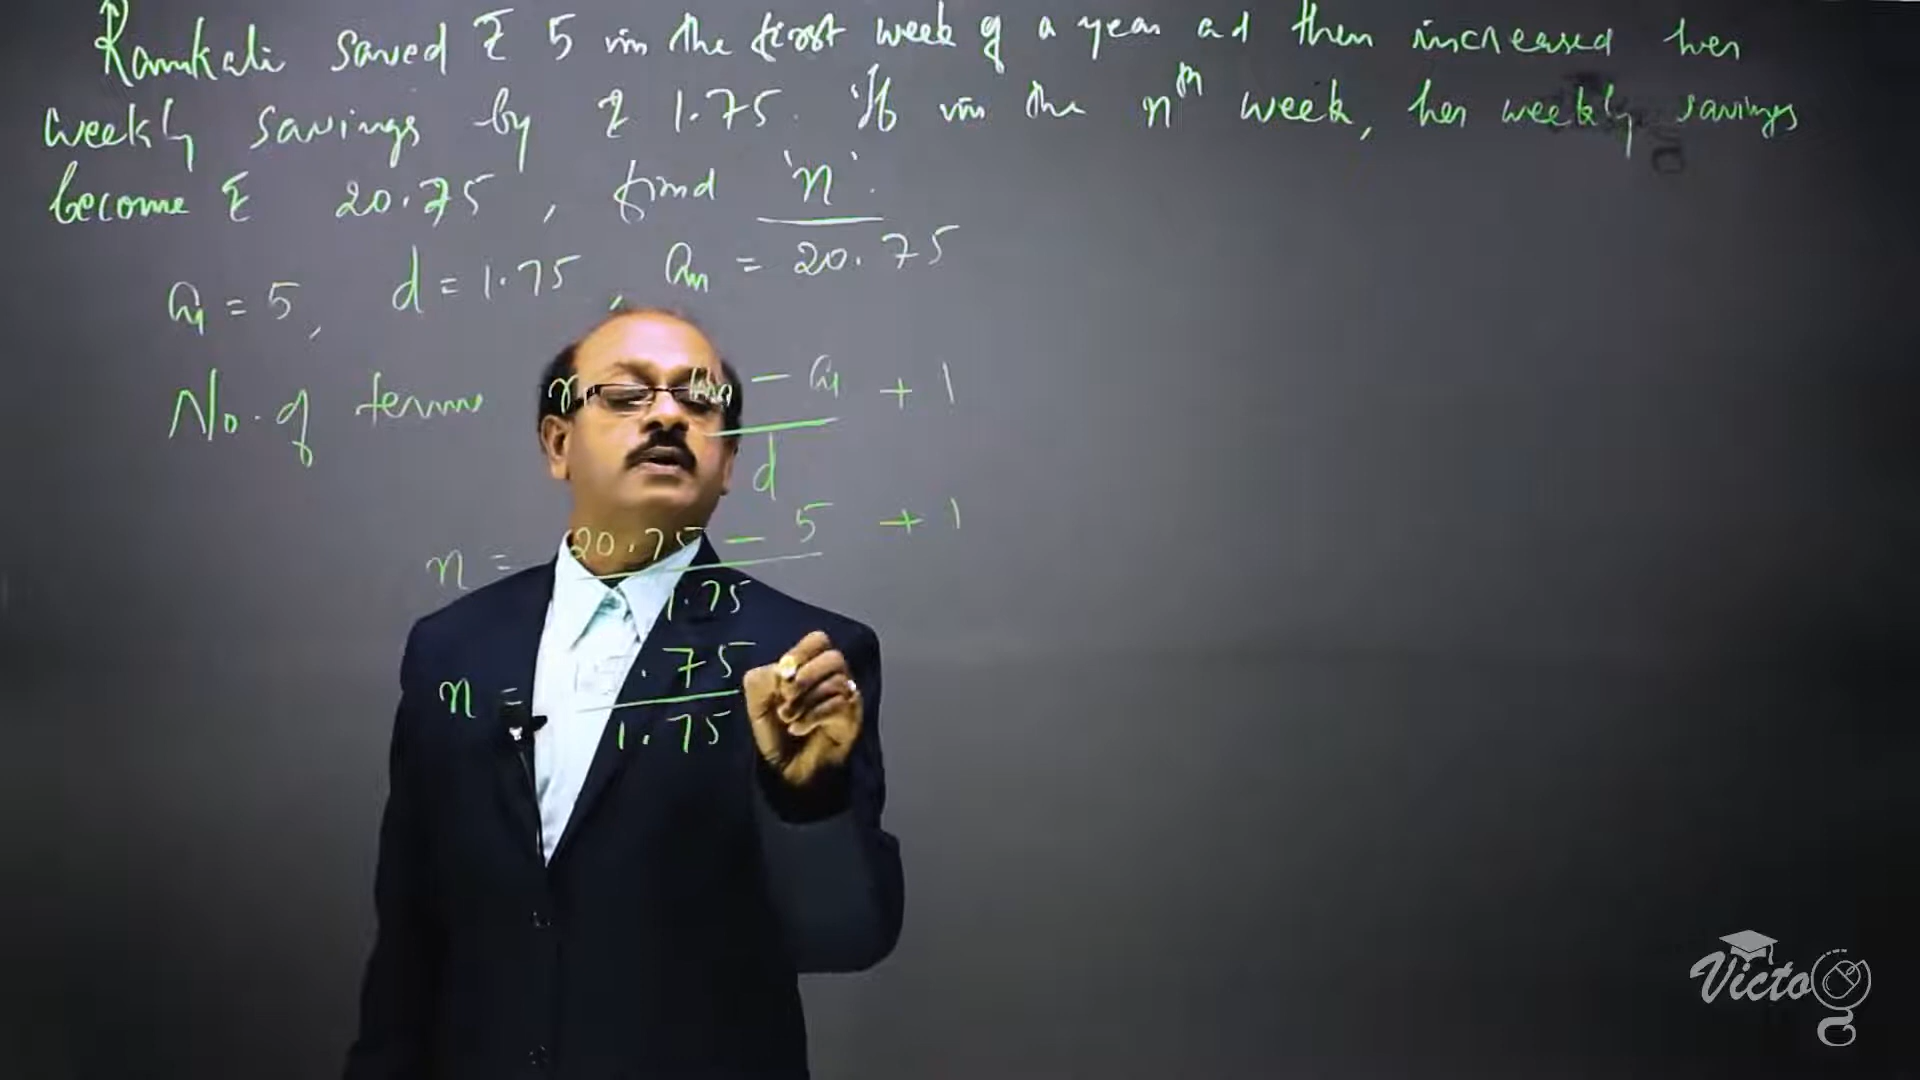 Ramkali saved ₹ 5 in the first week of a year ad then increased her
weekly savings by ₹ 1.75. If in the nth week, her weekly savings
become ₹ 20.75, find 'n'.
a₁ = 5, d = 1.75, aₙ = 20.75
No. of terms n aₙ - a₁ + 1
d
n = 20.75 - 5 + 1
1.75
n = 15.75
1.75
Victo